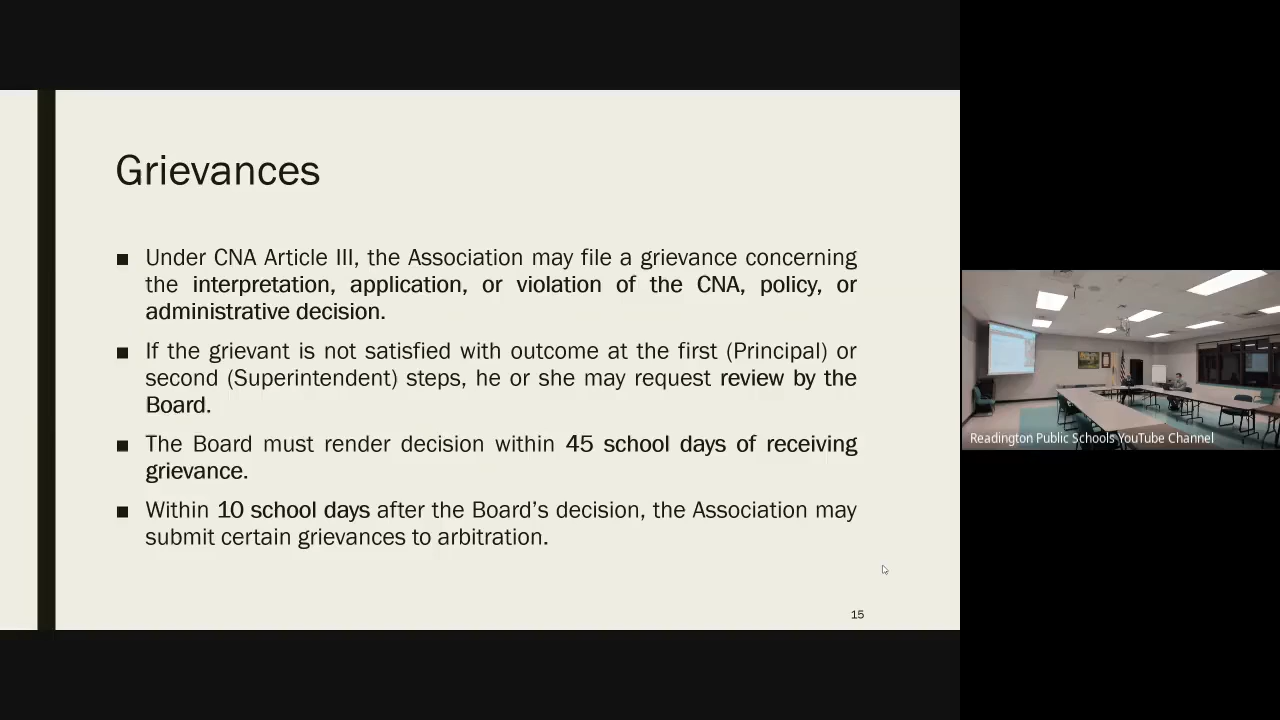 Grievances
■ Under CNA Article III, the Association may file a grievance concerning
the interpretation, application, or violation of the CNA, policy, or
administrative decision.
■ If the grievant is not satisfied with outcome at the first (Principal) or
second (Superintendent) steps, he or she may request review by the
Board.
■ The Board must render decision within 45 school days of receiving
grievance.
■ Within 10 school days after the Board’s decision, the Association may
submit certain grievances to arbitration.
15
Readington Public Schools YouTube Channel